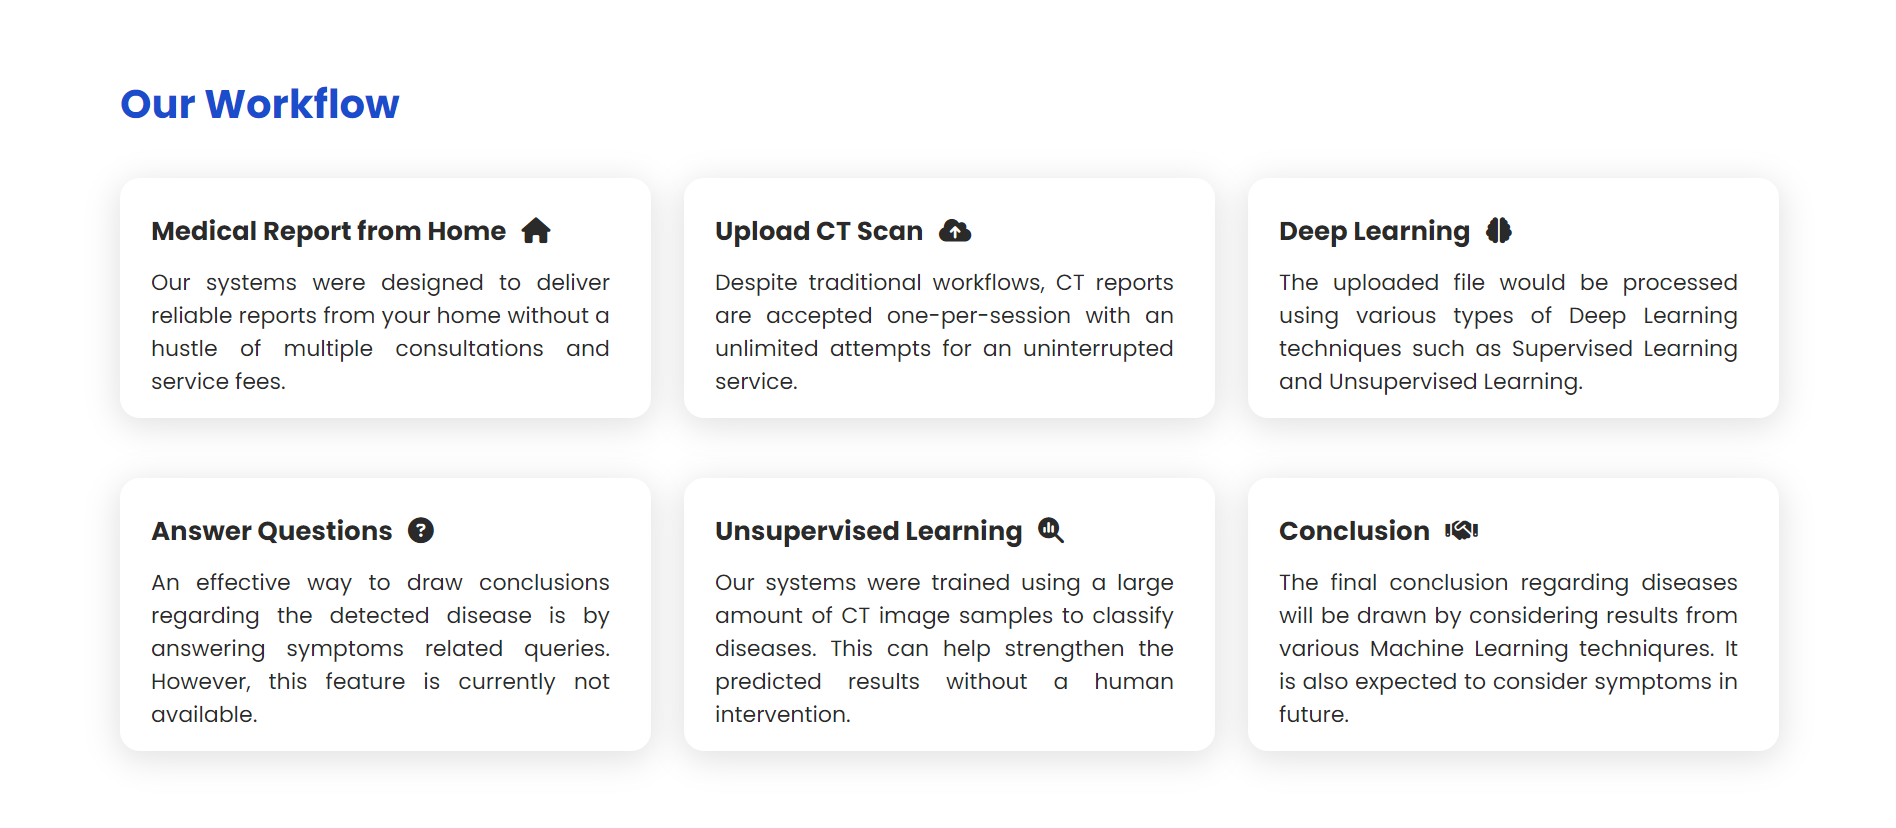 Our Workflow
Medical Report from Home
Our systems were designed to deliver
reliable reports from your home without a
hustle of multiple consultations and
service fees.
Upload CT Scan
Despite traditional workflows, CT reports
are accepted one-per-session with an
unlimited attempts for an uninterrupted
service.
Deep Learning
The uploaded file would be processed
using various types of Deep Learning
techniques such as Supervised Learning
and Unsupervised Learning.
Answer Questions
An effective way to draw conclusions
regarding the detected disease is by
answering symptoms related queries.
However, this feature is currently not
available.
Unsupervised Learning
Our systems were trained using a large
amount of CT image samples to classify
diseases. This can help strengthen the
predicted results without a human
intervention.
Conclusion
The final conclusion regarding diseases
will be drawn by considering results from
various Machine Learning techniqures. It
is also expected to consider symptoms in
future.